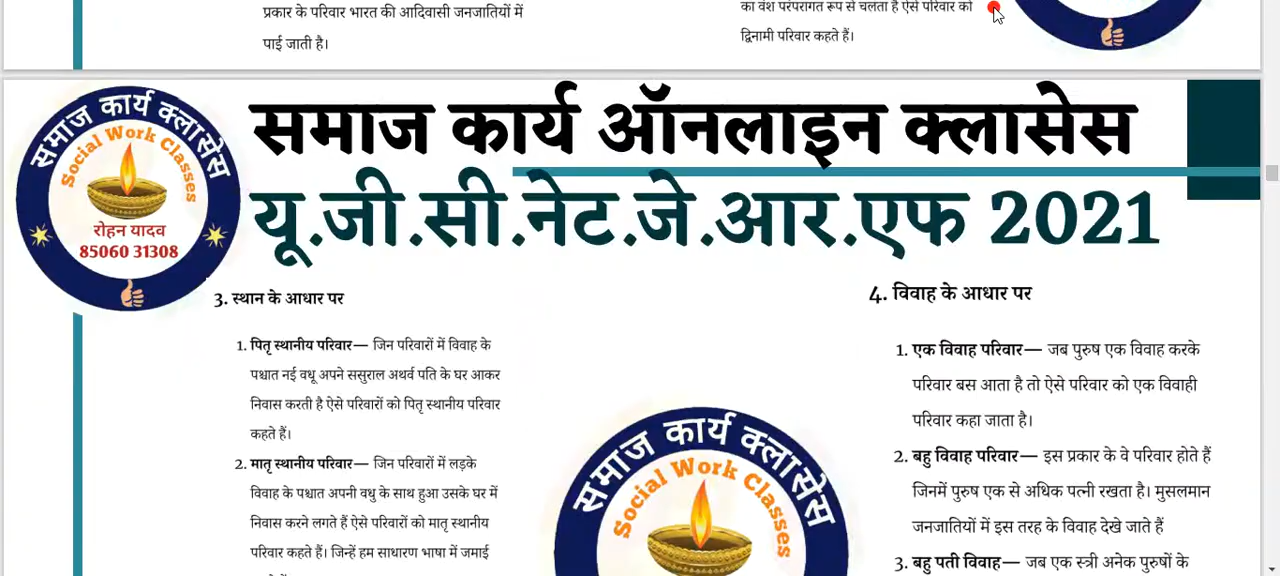 प्रकार के परिवार भारत की आदिवासी जनजातियों में
पाई जाती है।
का वंश परंपरागत रूप से चलता है ऐसे परिवार को
द्विनामी परिवार कहते हैं।
समाज कार्य क्लासेस
Social Work Classes
रोहन यादव
85060 31308
समाज कार्य ऑनलाइन क्लासेस
यू.जी.सी.नेट.जे.आर.एफ 2021
3. स्थान के आधार पर
1. पितृ स्थानीय परिवार— जिन परिवारों में विवाह के
पश्चात नई वधू अपने ससुराल अथर्व पति के घर आकर
निवास करती है ऐसे परिवारों को पितृ स्थानीय परिवार
कहते हैं।
2. मातृ स्थानीय परिवार— जिन परिवारों में लड़के
विवाह के पश्चात अपनी वधु के साथ हुआ उसके घर में
निवास करने लगते हैं ऐसे परिवारों को मातृ स्थानीय
परिवार कहते हैं। जिन्हें हम साधारण भाषा में जमाई
समाज कार्य क्लासेस
Social Work Classes
4. विवाह के आधार पर
1. एक विवाह परिवार— जब पुरुष एक विवाह करके
परिवार बस आता है तो ऐसे परिवार को एक विवाही
परिवार कहा जाता है।
2. बहु विवाह परिवार— इस प्रकार के वे परिवार होते हैं
जिनमें पुरुष एक से अधिक पत्नी रखता है। मुसलमान
जनजातियों में इस तरह के विवाह देखे जाते हैं
3. बहु पती विवाह— जब एक स्त्री अनेक पुरुषों के